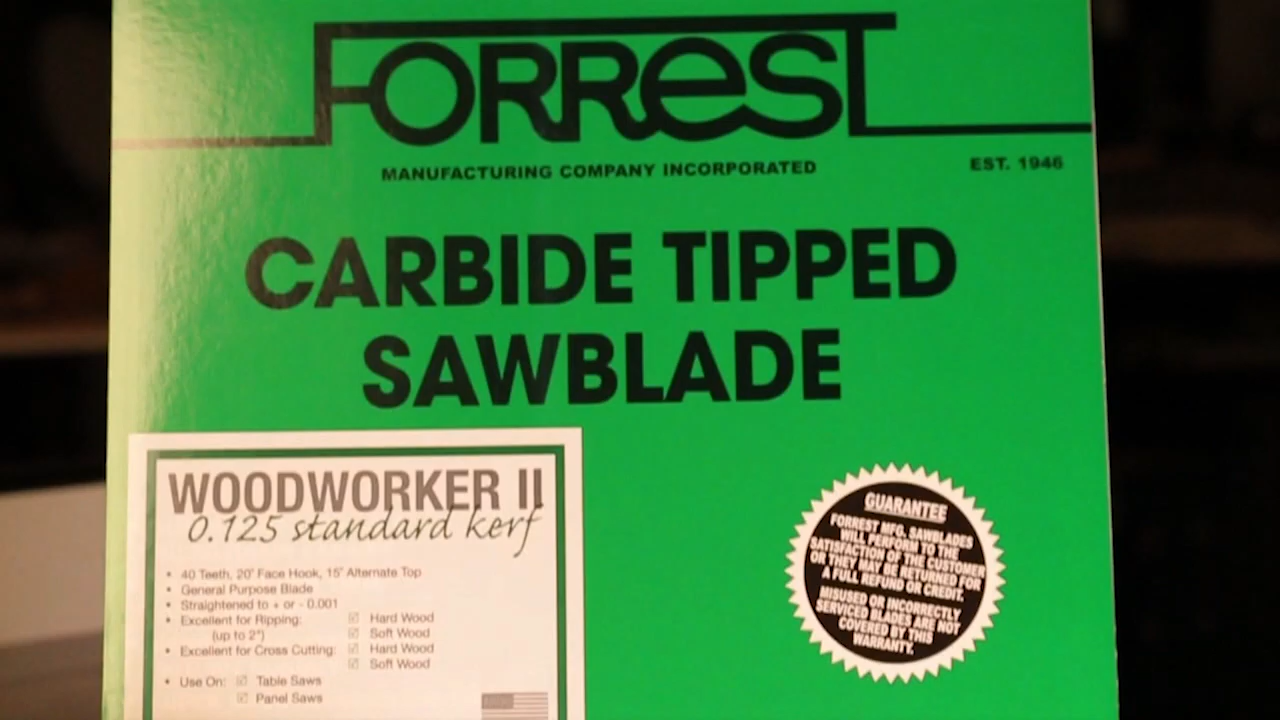 FORREST
MANUFACTURING COMPANY INCORPORATED
EST. 1946
CARBIDE TIPPED
SAWBLADE
WOODWORKER II
0.125 standard kerf
• 40 Teeth, 20° Face Hook, 15° Alternate Top
• General Purpose Blade
• Straightened to + or - 0.001
• Excellent for Ripping: ☑ Hard Wood
(up to 2") ☑ Soft Wood
• Excellent for Cross Cutting: ☑ Hard Wood
☑ Soft Wood
• Use On: ☑ Table Saws
☑ Panel Saws
GUARANTEE
FORREST MFG. SAWBLADES
WILL PERFORM TO THE
SATISFACTION OF THE CUSTOMER
OR THEY MAY BE RETURNED FOR
A FULL REFUND OR CREDIT.
MISUSED OR INCORRECTLY
SERVICED BLADES ARE NOT
COVERED BY THIS
WARRANTY.